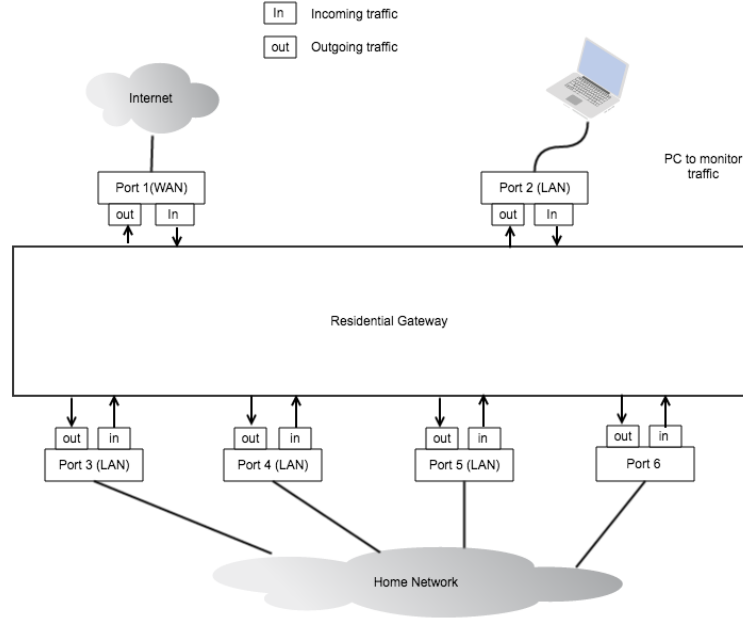 In
Incoming traffic
out
Outgoing traffic
Internet
PC to monitor
traffic
Port 1(WAN)
Port 2 (LAN)
out
In
out
In
Residential Gateway
out
in
out
in
out
in
out
in
Port 3 (LAN)
Port 4 (LAN)
Port 5 (LAN)
Port 6
Home Network